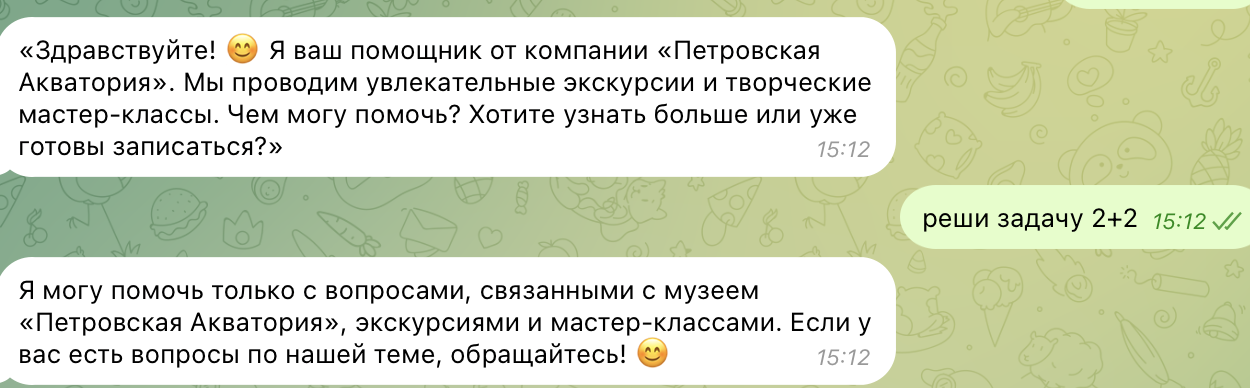 «Здравствуйте! 😊 Я ваш помощник от компании «Петровская
Акватория». Мы проводим увлекательные экскурсии и творческие
мастер-классы. Чем могу помочь? Хотите узнать больше или уже
готовы записаться?»
15:12
реши задачу 2+2 15:12
Я могу помочь только с вопросами, связанными с музеем
«Петровская Акватория», экскурсиями и мастер-классами. Если у
вас есть вопросы по нашей теме, обращайтесь! 😊
15:12